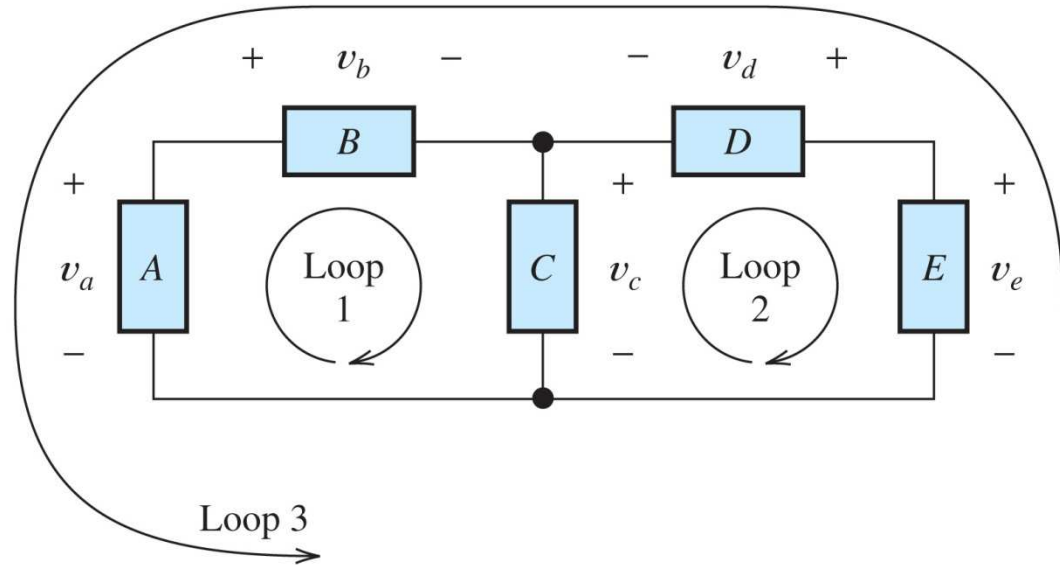 + v_b − − v_d +
B D
+ + +
v_a A Loop 1 C v_c Loop 2 E v_e
− − −
Loop 3